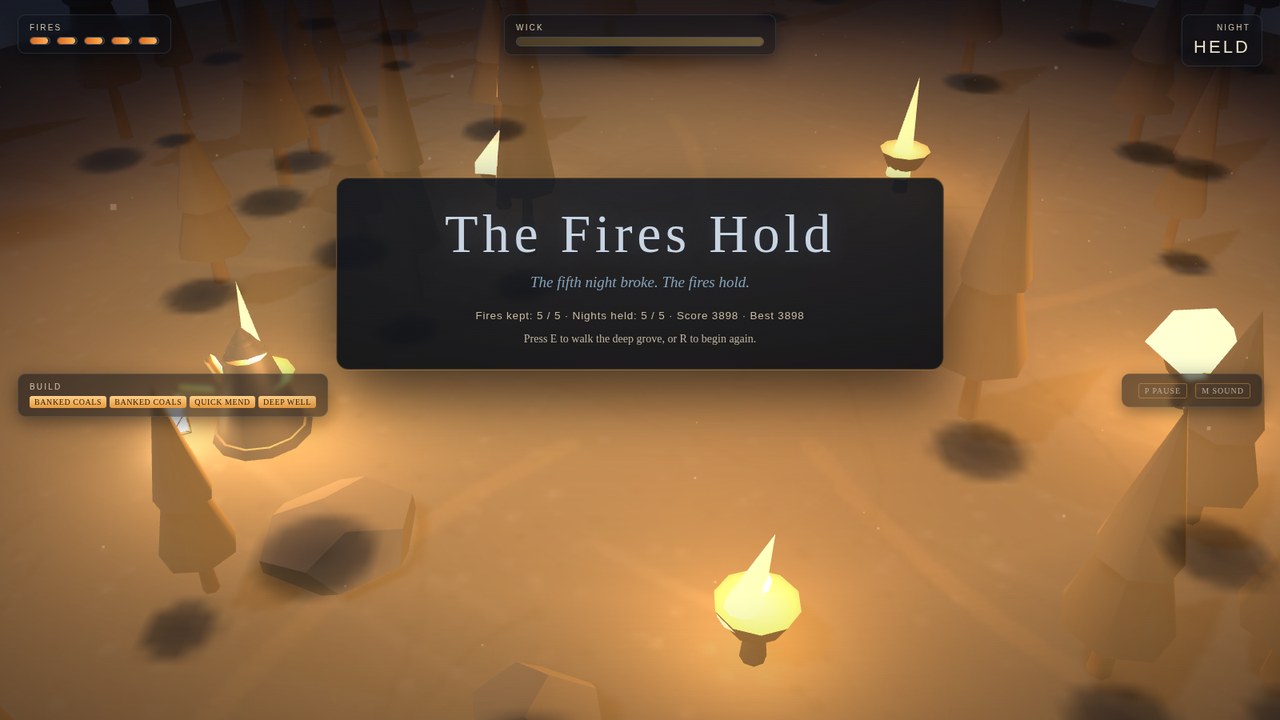 FIRES
WICK
NIGHT
HELD
The Fires Hold
The fifth night broke. The fires hold.
Fires kept: 5 / 5 · Nights held: 5 / 5 · Score 3898 · Best 3898
Press E to walk the deep grove, or R to begin again.
BUILD
BANKED COALS BANKED COALS QUICK MEND DEEP WELL
P PAUSE M SOUND